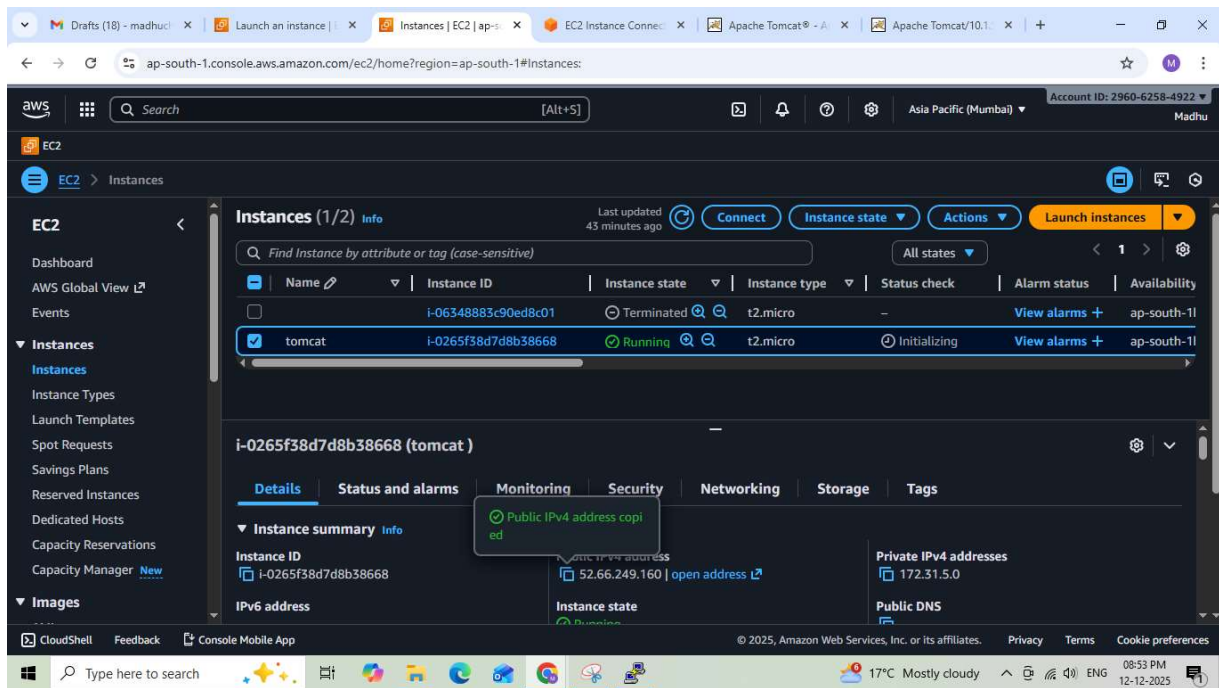 Drafts (18) - madhuc
Launch an instance |
Instances | EC2 | ap-s
EC2 Instance Connec
Apache Tomcat® - A
Apache Tomcat/10.1.
ap-south-1.console.aws.amazon.com/ec2/home?region=ap-south-1#Instances:
M
aws
Search
[Alt+S]
Asia Pacific (Mumbai) ▼
Account ID: 2960-6258-4922 ▼
Madhu
EC2
EC2 > Instances
EC2
Dashboard
AWS Global View
Events
▼ Instances
Instances
Instance Types
Launch Templates
Spot Requests
Savings Plans
Reserved Instances
Dedicated Hosts
Capacity Reservations
Capacity Manager New
▼ Images
Instances (1/2) Info
Last updated
43 minutes ago
Connect
Instance state ▼
Actions ▼
Launch instances ▼
Find Instance by attribute or tag (case-sensitive)
All states ▼
1
Name
Instance ID
Instance state
Instance type
Status check
Alarm status
Availability
i-06348883c90ed8c01 Terminated t2.micro – View alarms + ap-south-1
tomcat i-0265f38d7d8b38668 Running t2.micro Initializing View alarms + ap-south-1
i-0265f38d7d8b38668 (tomcat )
Details
Status and alarms
Monitoring
Security
Networking
Storage
Tags
Public IPv4 address copi
ed
▼ Instance summary Info
Instance ID
i-0265f38d7d8b38668
Public IPv4 address
52.66.249.160 | open address
Private IPv4 addresses
172.31.5.0
IPv6 address
Instance state
Running
Public DNS
CloudShell
Feedback
Console Mobile App
© 2025, Amazon Web Services, Inc. or its affiliates.
Privacy
Terms
Cookie preferences
Type here to search
17°C Mostly cloudy
ENG
08:53 PM
12-12-2025